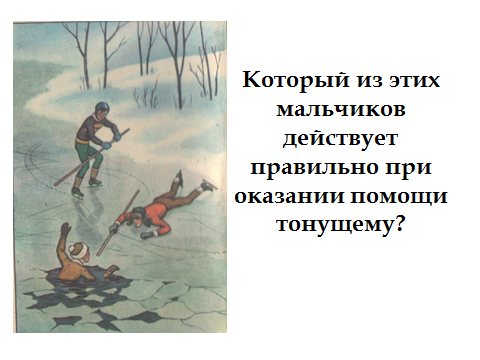 Который из этих
мальчиков
действует
правильно при
оказании помощи
тонущему?